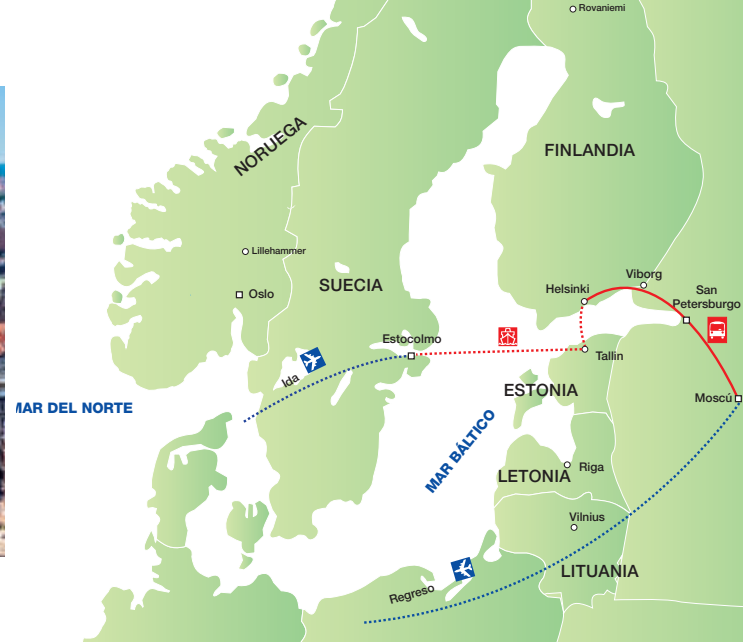 Rovaniemi
NORUEGA
FINLANDIA
Lillehammer
Viborg
SUECIA
Helsinki
San
Petersburgo
Oslo
Estocolmo
Tallin
Ida
ESTONIA
Moscú
MAR DEL NORTE
MAR BÁLTICO
Riga
LETONIA
Vilnius
LITUANIA
Regreso